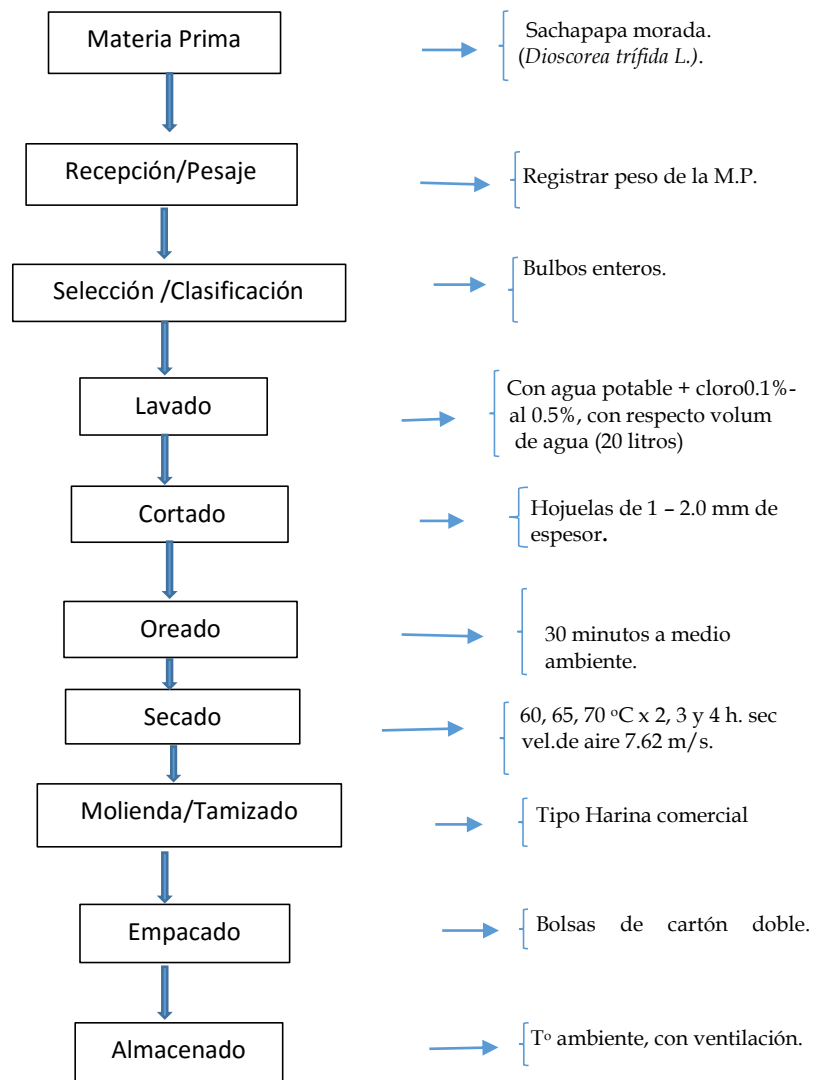 Materia Prima
Sachapapa morada.
(Dioscorea trífida L.).
Recepción/Pesaje
Registrar peso de la M.P.
Selección /Clasificación
Bulbos enteros.
Lavado
Con agua potable + cloro0.1%-
al 0.5%, con respecto volum
de agua (20 litros)
Cortado
Hojuelas de 1 – 2.0 mm de
espesor.
Oreado
30 minutos a medio
ambiente.
Secado
60, 65, 70 ºC x 2, 3 y 4 h. sec
vel.de aire 7.62 m/s.
Molienda/Tamizado
Tipo Harina comercial
Empacado
Bolsas de cartón doble.
Almacenado
Tº ambiente, con ventilación.